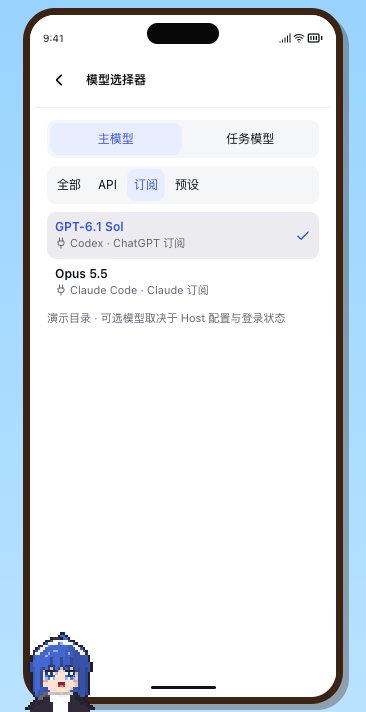 9:41
模型选择器
主模型
任务模型
全部
API
订阅
预设
GPT-6.1 Sol
Codex · ChatGPT 订阅
Opus 5.5
Claude Code · Claude 订阅
演示目录 · 可选模型取决于 Host 配置与登录状态